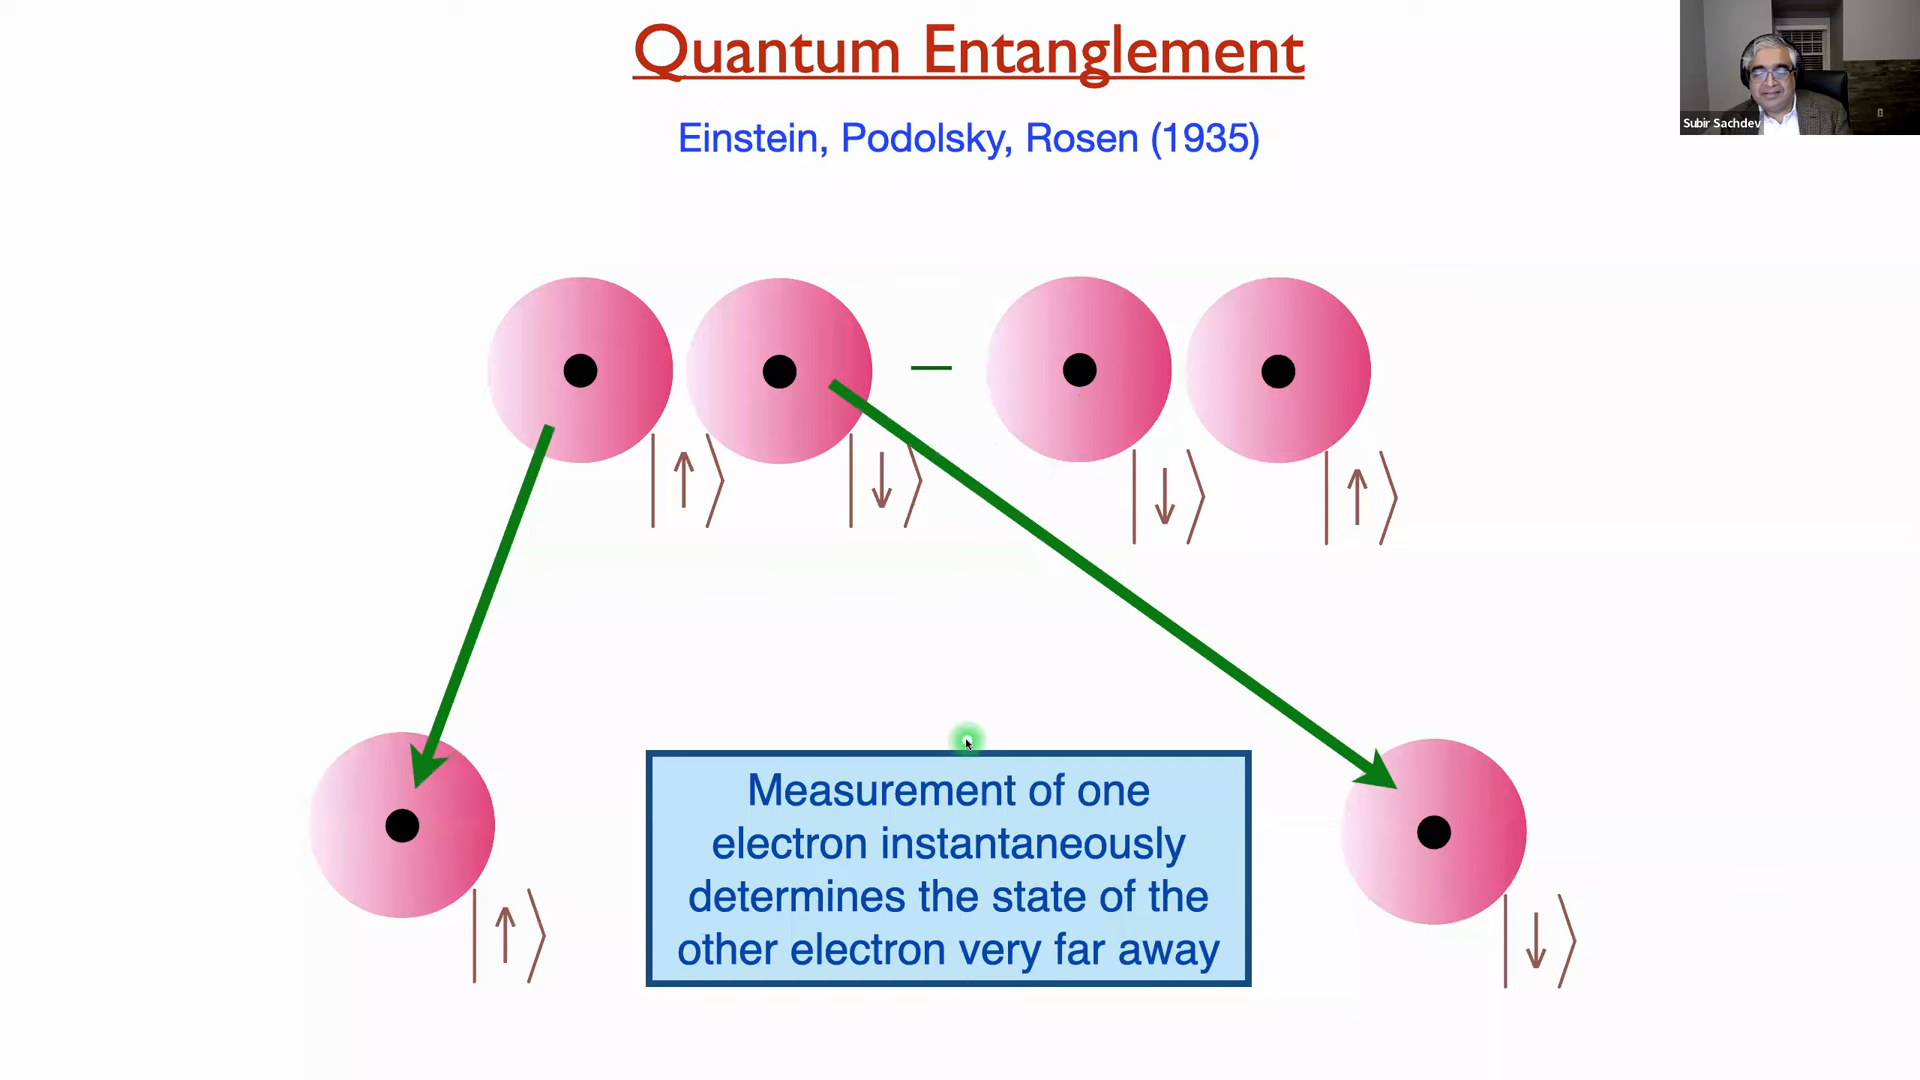 Quantum Entanglement
Subir Sachdev
Einstein, Podolsky, Rosen (1935)
—
|↑⟩ |↓⟩ |↓⟩ |↑⟩
Measurement of one
electron instantaneously
determines the state of the
other electron very far away
|↑⟩ |↓⟩